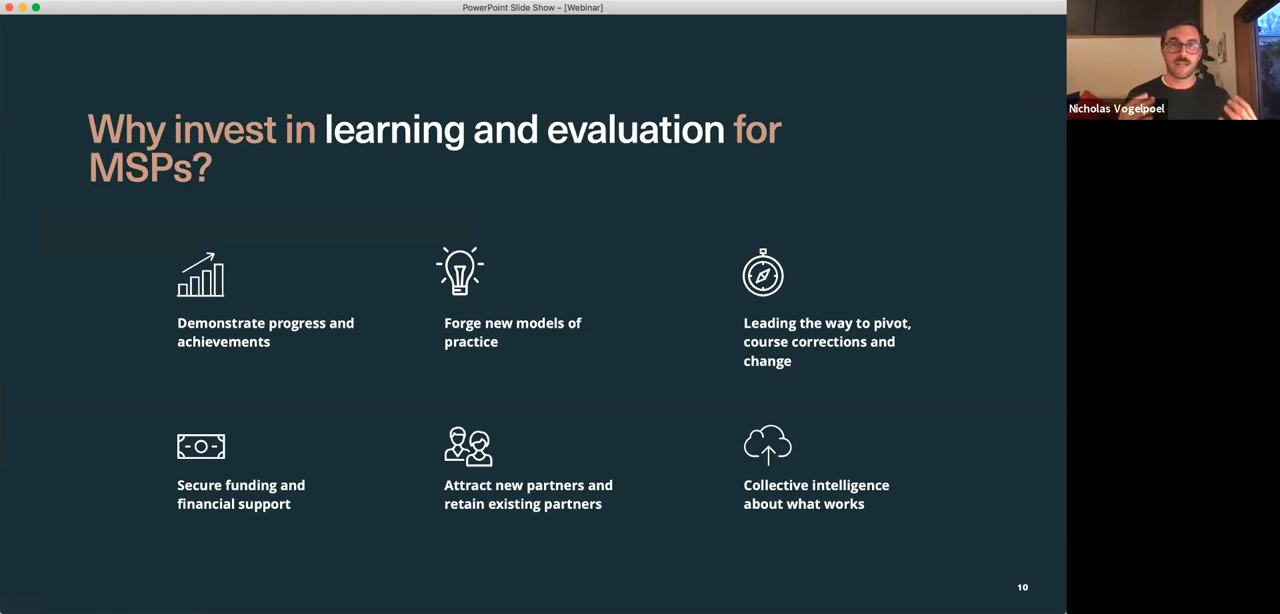 PowerPoint Slide Show – [Webinar]
Why invest in learning and evaluation for
MSPs?
Demonstrate progress and
achievements
Forge new models of
practice
Leading the way to pivot,
course corrections and
change
Secure funding and
financial support
Attract new partners and
retain existing partners
Collective intelligence
about what works
10
Nicholas Vogelpoel